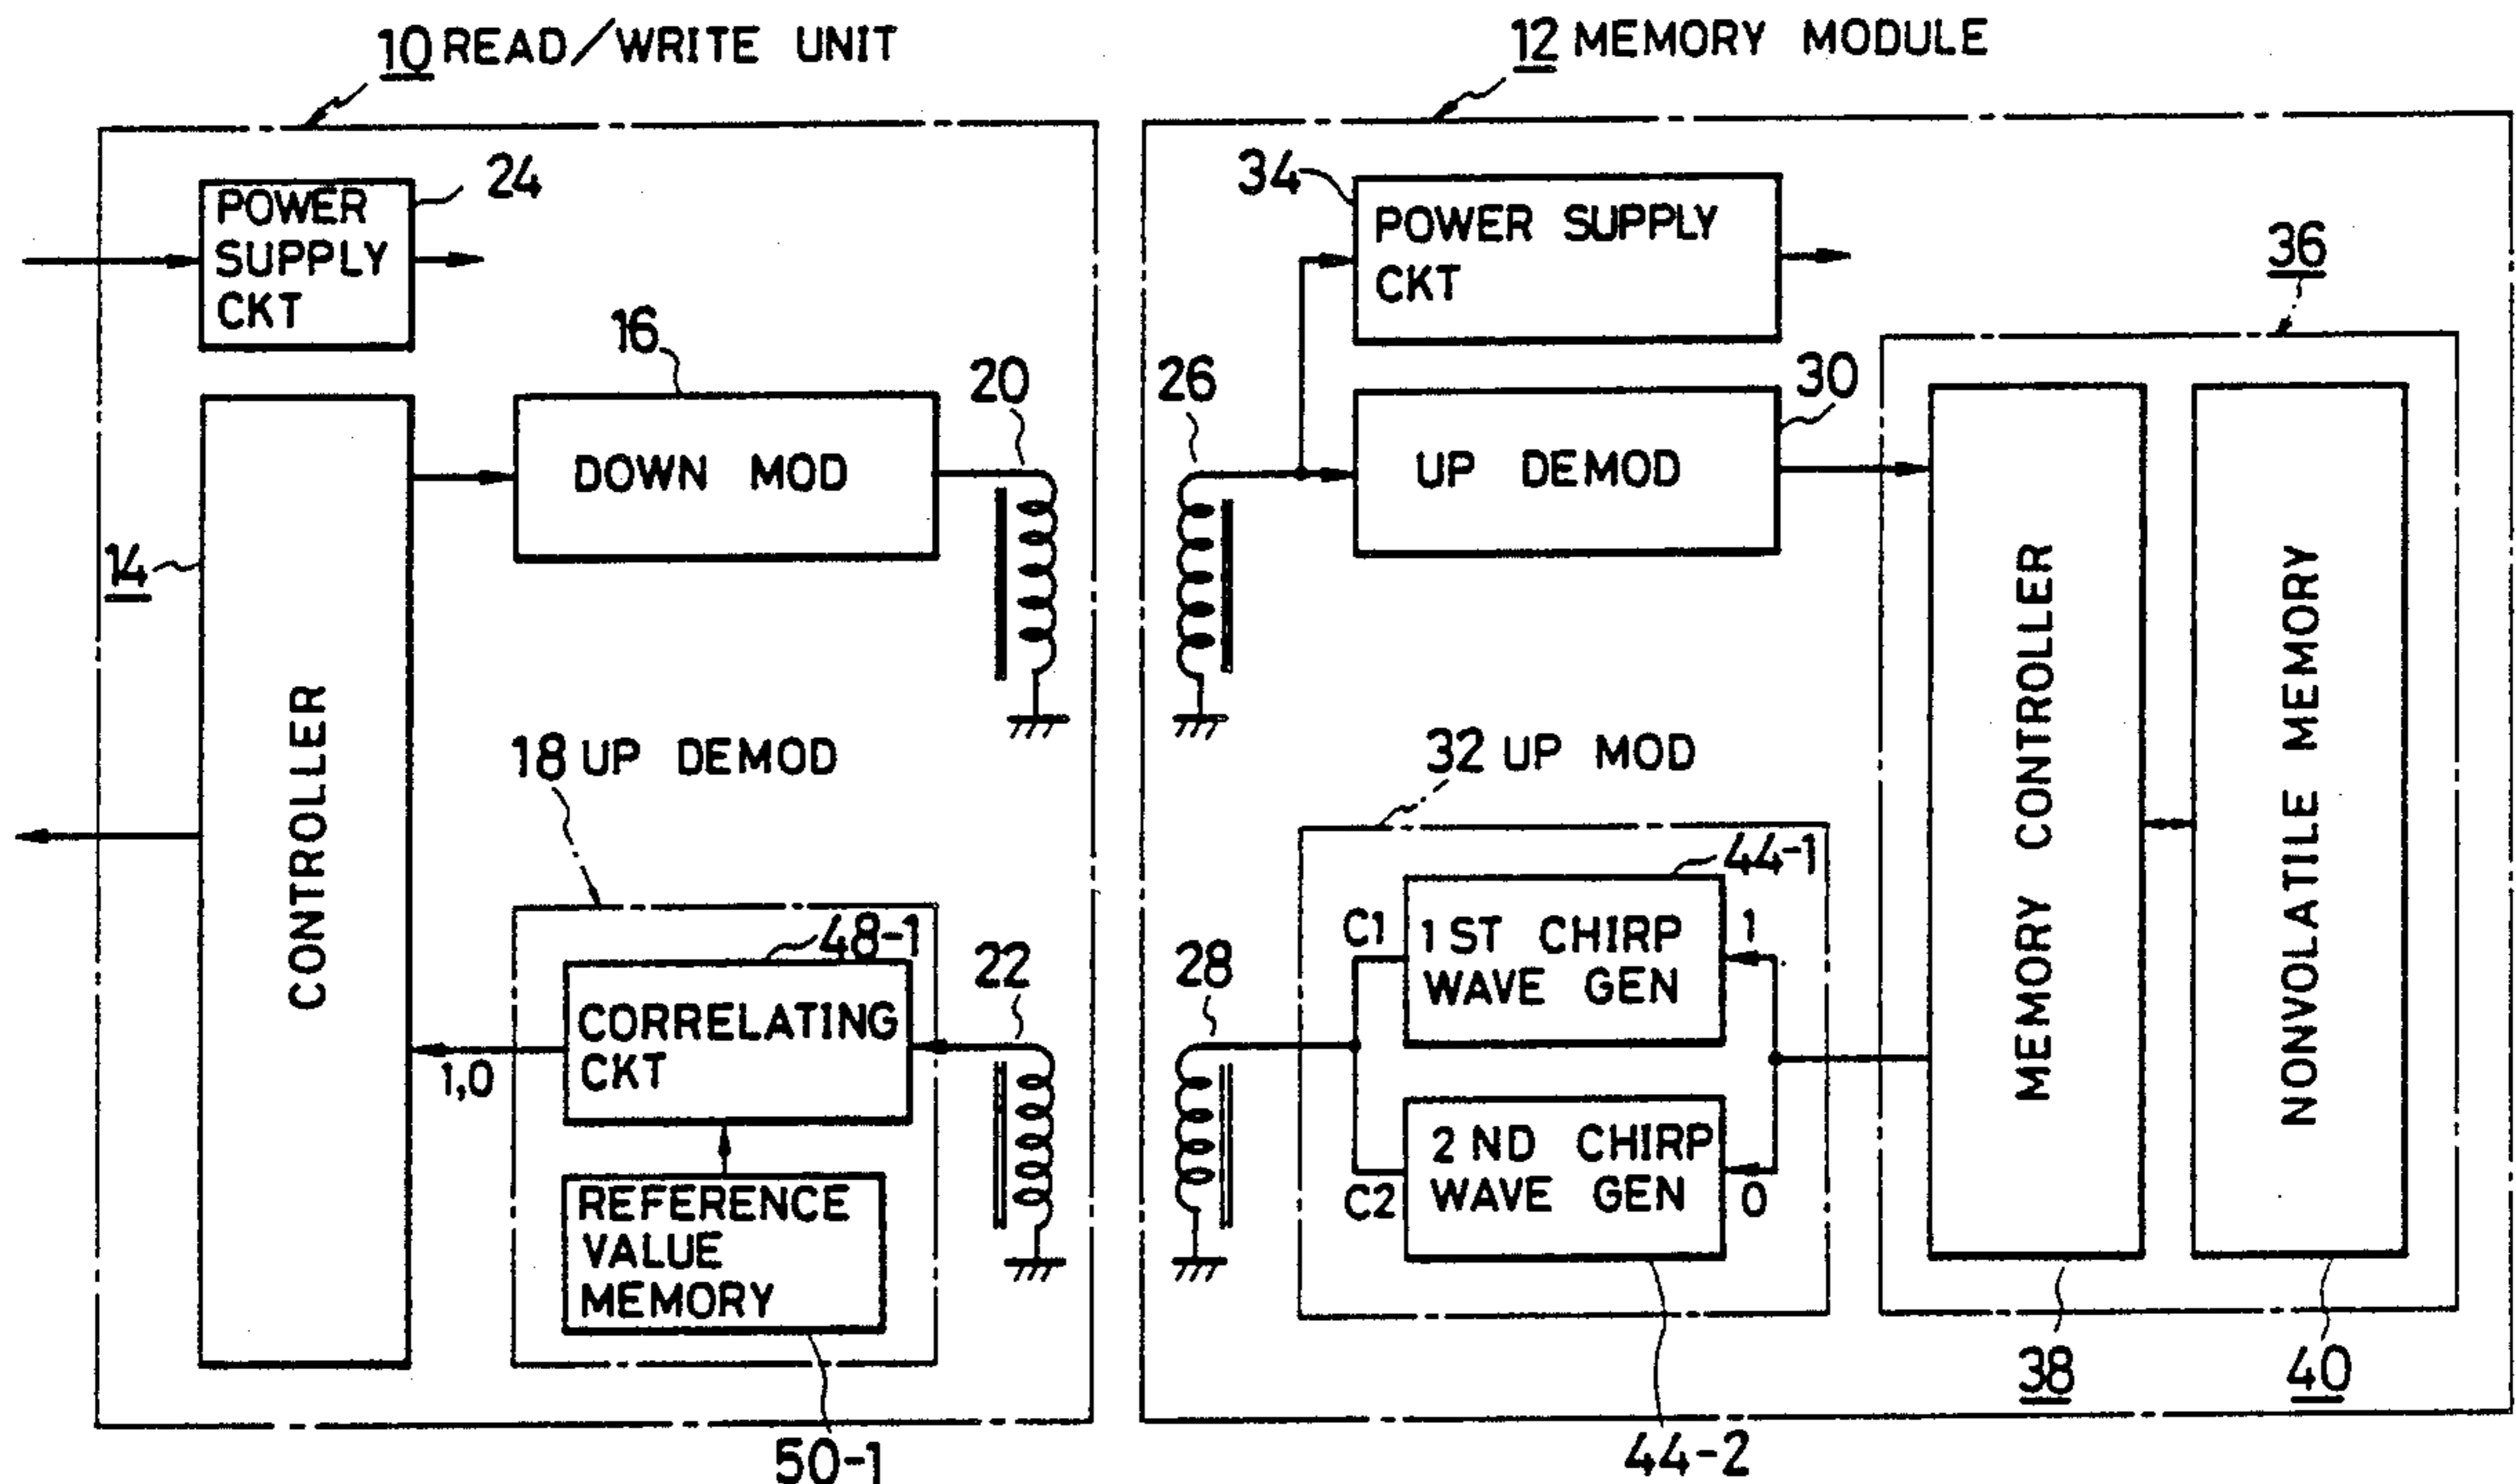 10 READ/WRITE UNIT
24
POWER
SUPPLY
CKT
16
DOWN MOD
20
14
CONTROLLER
18 UP DEMOD
48-1
CORRELATING
CKT
1,0
22
REFERENCE
VALUE
MEMORY
50-1
12 MEMORY MODULE
34
POWER SUPPLY
CKT
36
26
30
UP DEMOD
32 UP MOD
44-1
C1
1ST CHIRP
WAVE GEN
1
28
C2
2ND CHIRP
WAVE GEN
0
44-2
MEMORY CONTROLLER
38
NONVOLATILE MEMORY
40